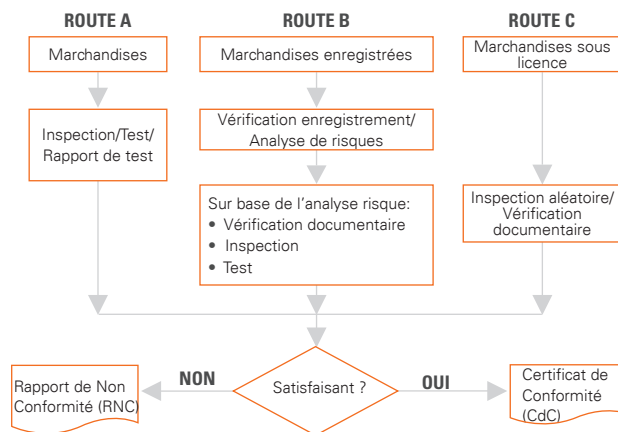 ROUTE A
ROUTE B
ROUTE C
Marchandises
Marchandises enregistrées
Marchandises sous
licence
Inspection/Test/
Rapport de test
Vérification enregistrement/
Analyse de risques
Sur base de l'analyse risque:
• Vérification documentaire
• Inspection
• Test
Inspection aléatoire/
Vérification
documentaire
Satisfaisant ?
NON
OUI
Rapport de Non
Conformité (RNC)
Certificat de
Conformité
(CdC)